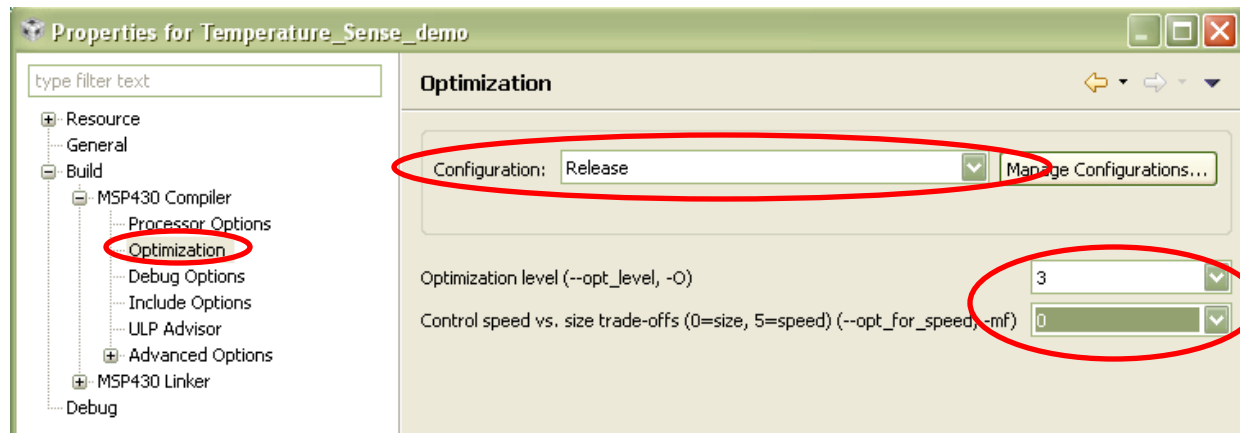 Properties for Temperature_Sense_demo
type filter text
Resource
General
Build
MSP430 Compiler
Processor Options
Optimization
Debug Options
Include Options
ULP Advisor
Advanced Options
MSP430 Linker
Debug
Optimization
Configuration: Release Manage Configurations...
Optimization level (--opt_level, -O) 3
Control speed vs. size trade-offs (0=size, 5=speed) (--opt_for_speed, -mf) 0